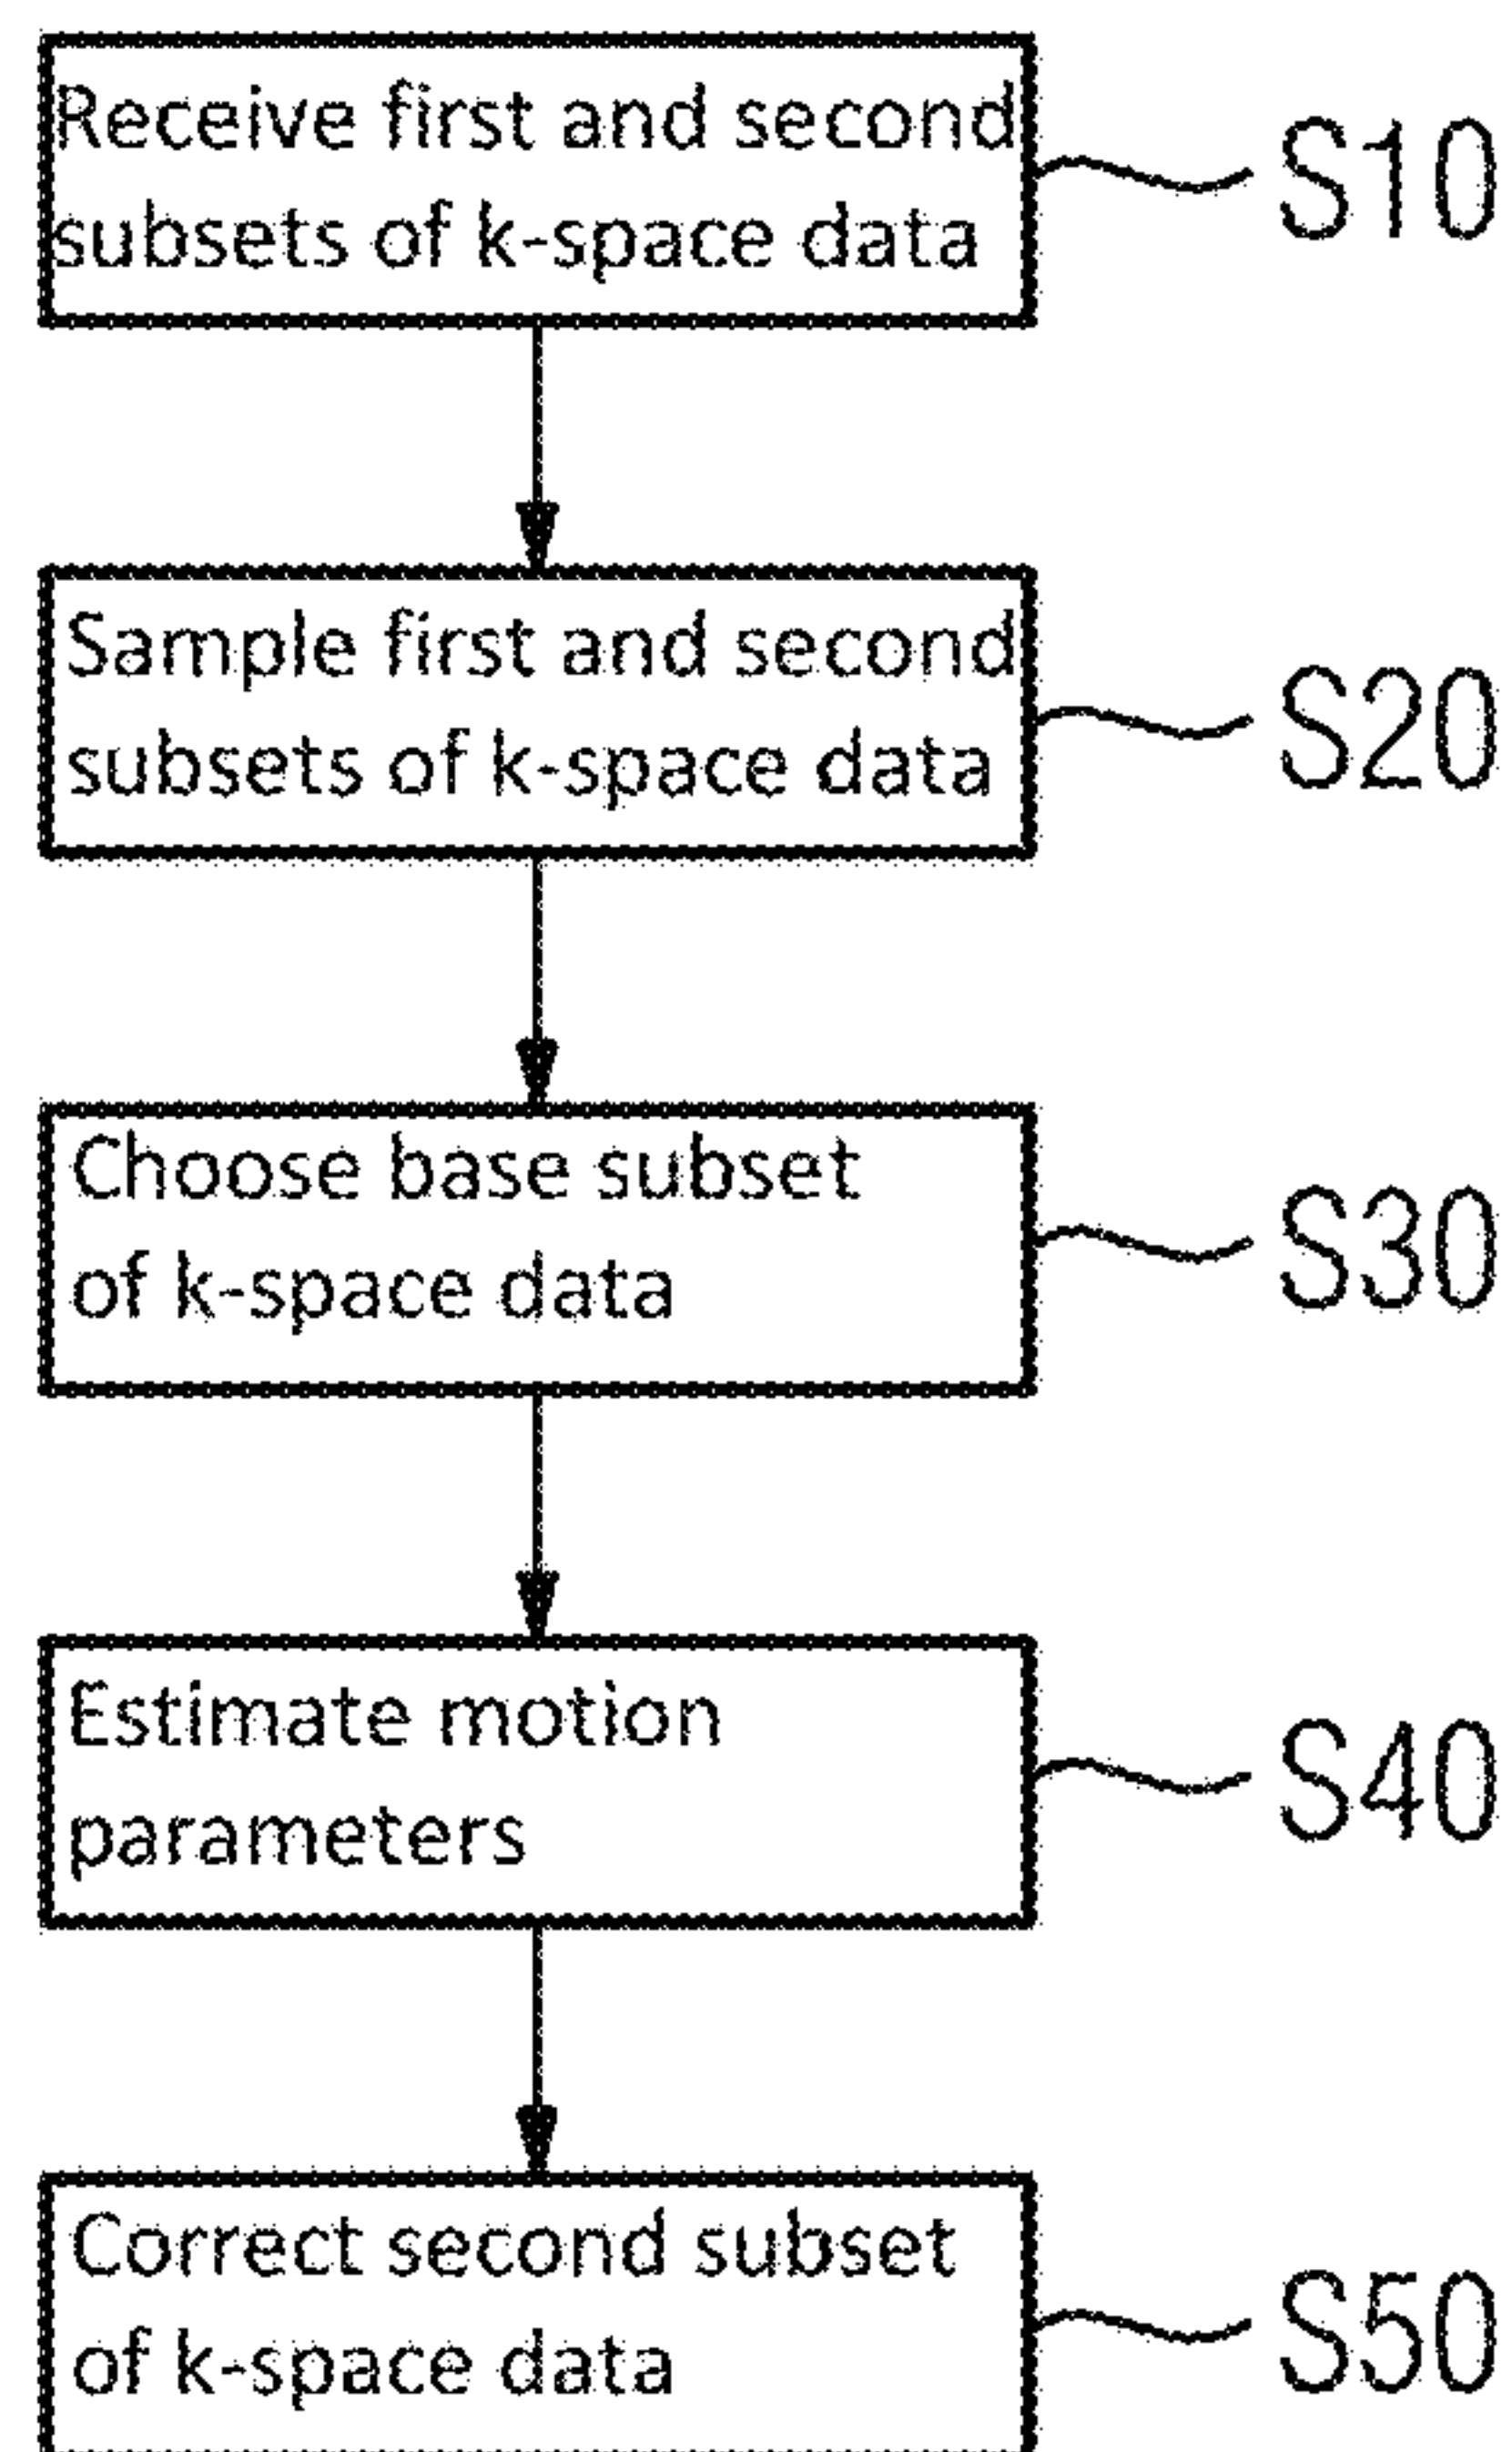 Receive first and second
subsets of k-space data
S10
Sample first and second
subsets of k-space data
S20
Choose base subset
of k-space data
S30
Estimate motion
parameters
S40
Correct second subset
of k-space data
S50